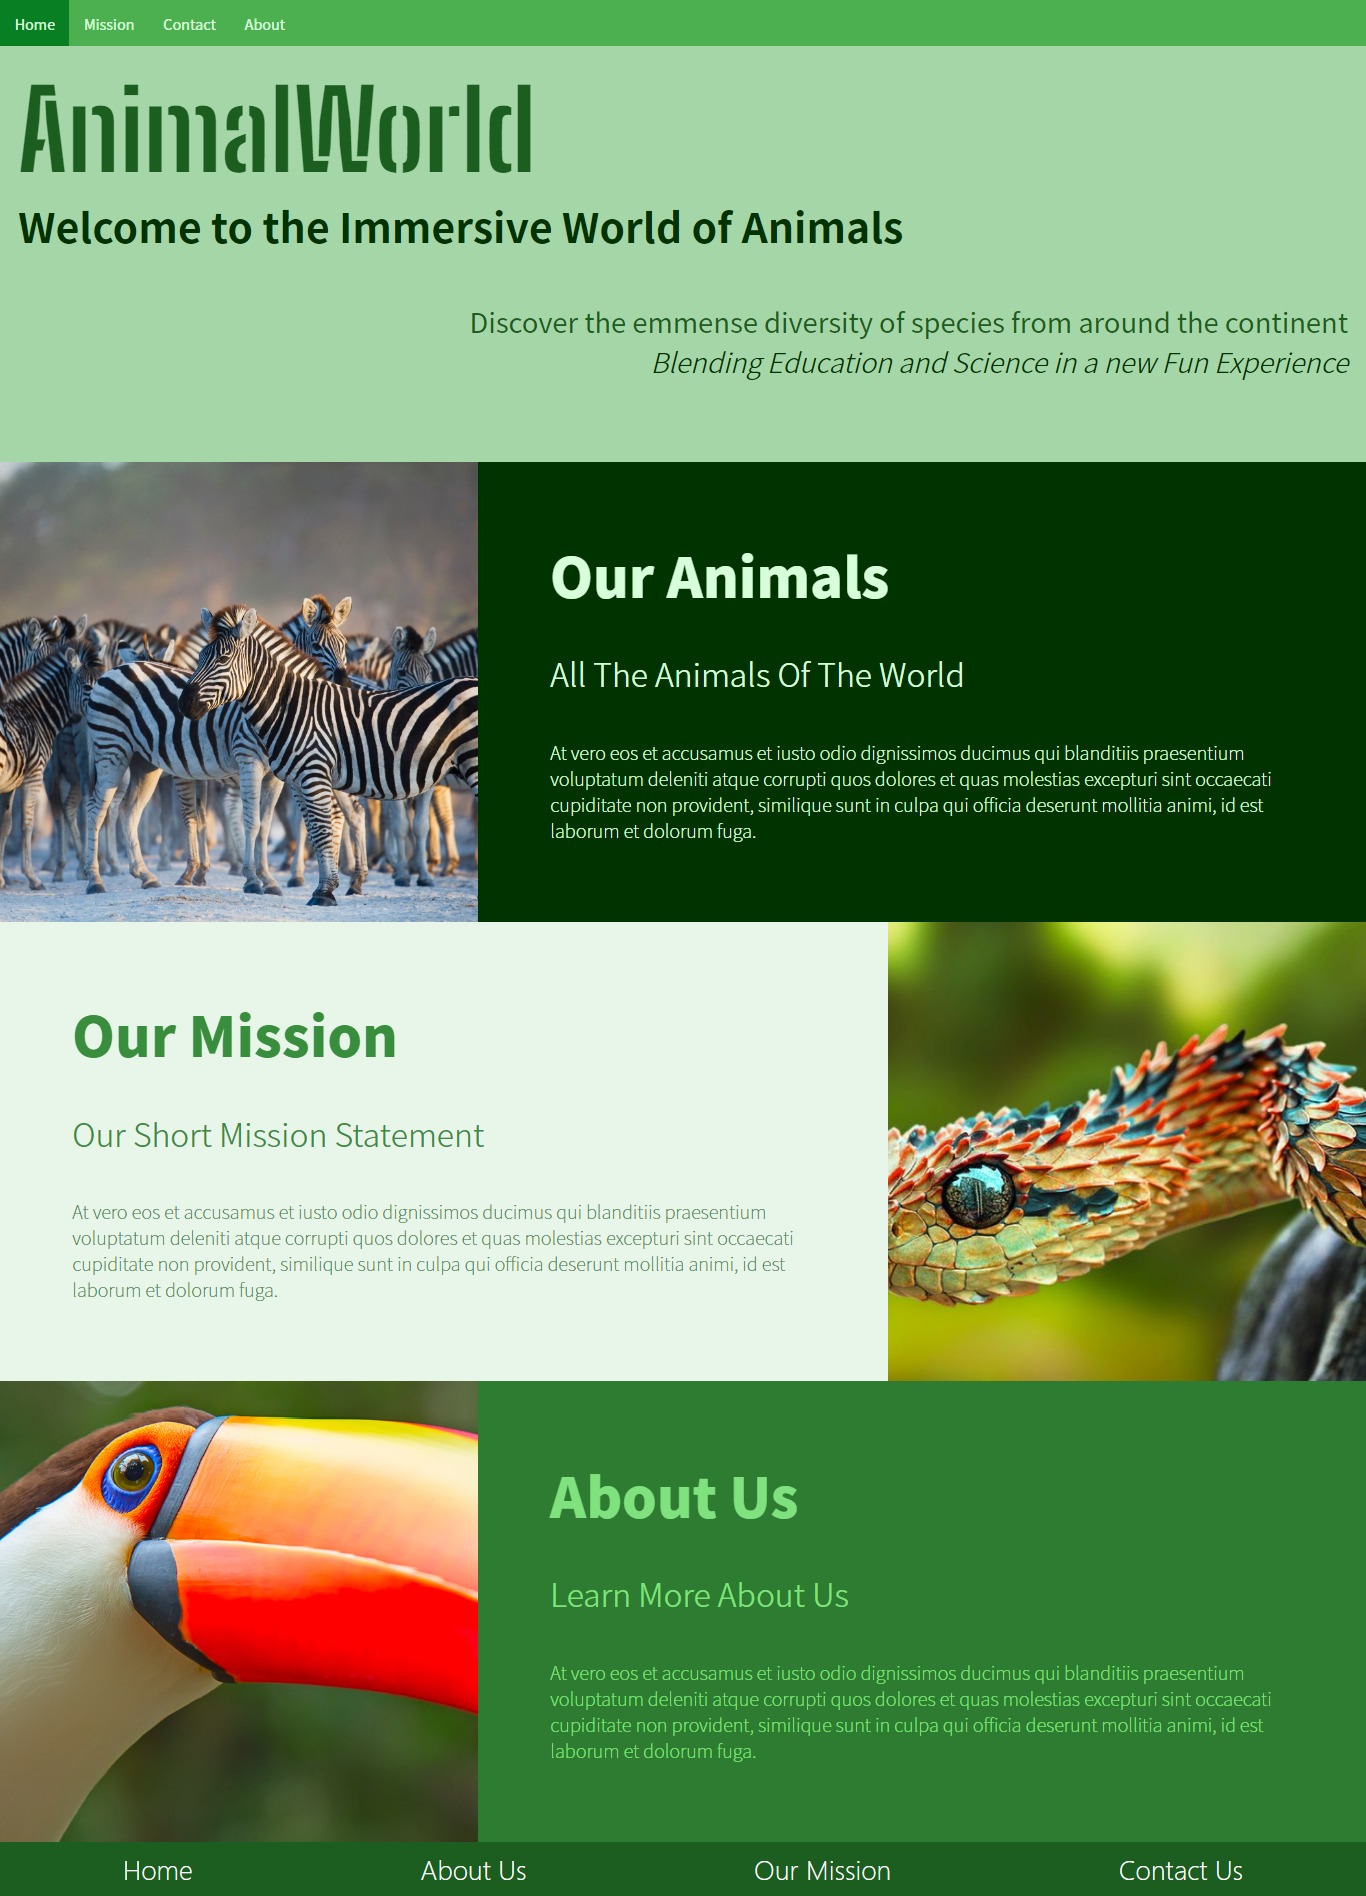 Home Mission Contact About
AnimalWorld
Welcome to the Immersive World of Animals
Discover the emmense diversity of species from around the continent
Blending Education and Science in a new Fun Experience
Our Animals
All The Animals Of The World
At vero eos et accusamus et iusto odio dignissimos ducimus qui blanditiis praesentium
voluptatum deleniti atque corrupti quos dolores et quas molestias excepturi sint occaecati
cupiditate non provident, similique sunt in culpa qui officia deserunt mollitia animi, id est
laborum et dolorum fuga.
Our Mission
Our Short Mission Statement
At vero eos et accusamus et iusto odio dignissimos ducimus qui blanditiis praesentium
voluptatum deleniti atque corrupti quos dolores et quas molestias excepturi sint occaecati
cupiditate non provident, similique sunt in culpa qui officia deserunt mollitia animi, id est
laborum et dolorum fuga.
About Us
Learn More About Us
At vero eos et accusamus et iusto odio dignissimos ducimus qui blanditiis praesentium
voluptatum deleniti atque corrupti quos dolores et quas molestias excepturi sint occaecati
cupiditate non provident, similique sunt in culpa qui officia deserunt mollitia animi, id est
laborum et dolorum fuga.
Home About Us Our Mission Contact Us